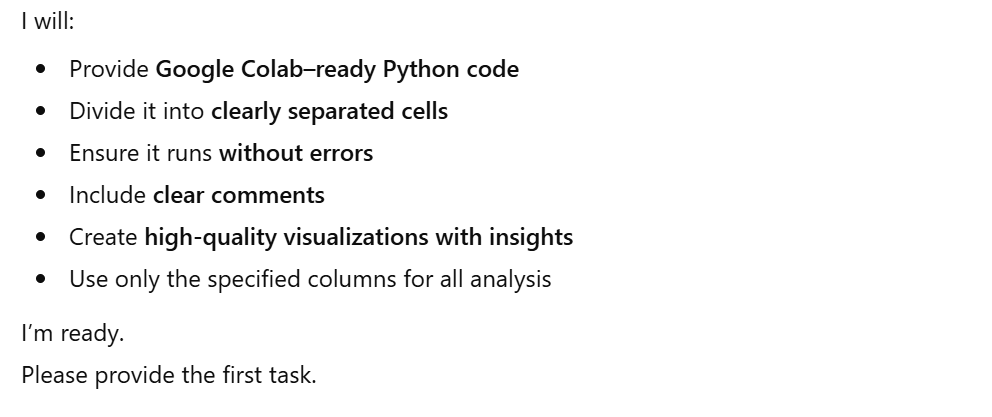 I will:
• Provide Google Colab–ready Python code
• Divide it into clearly separated cells
• Ensure it runs without errors
• Include clear comments
• Create high-quality visualizations with insights
• Use only the specified columns for all analysis
I’m ready.
Please provide the first task.